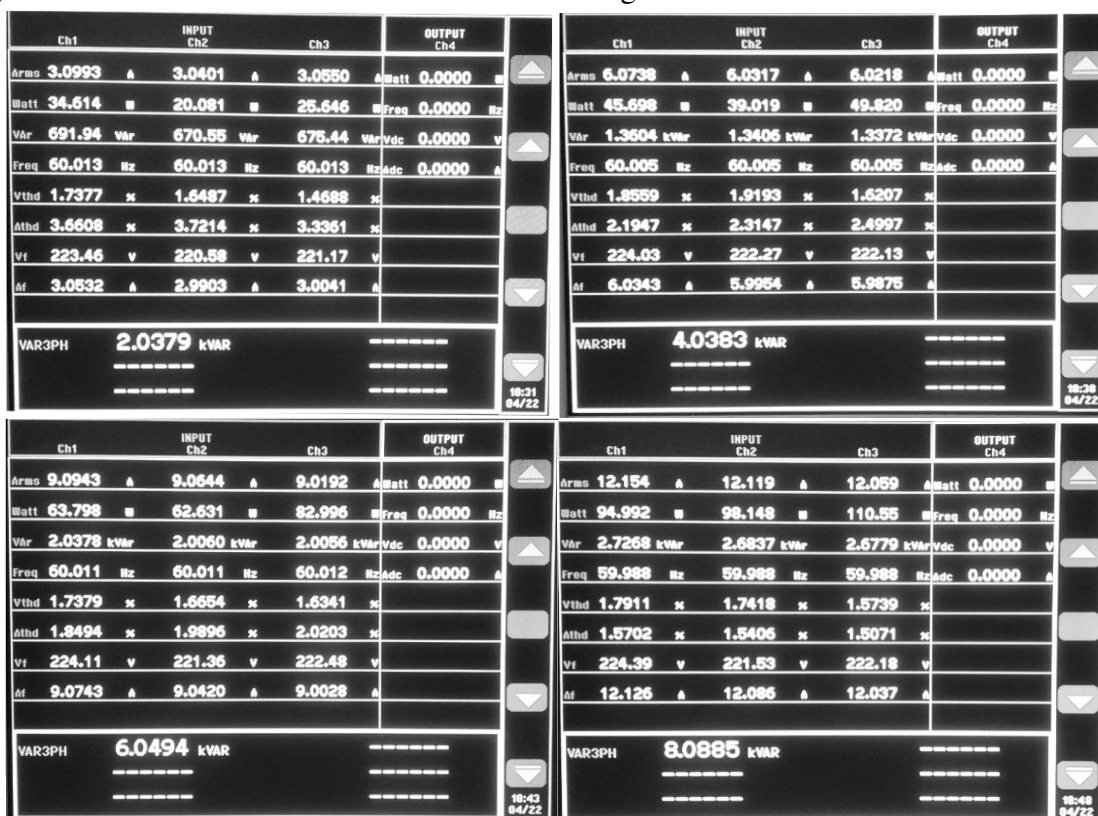 INPUT OUTPUT
Ch1 Ch2 Ch3 Ch4
Arms 3.0993 A 3.0401 A 3.0550 A Watt 0.0000 W
Watt 34.614 W 20.081 W 25.646 W Freq 0.0000 Hz
VAr 691.94 VAr 670.55 VAr 675.44 VAr Vdc 0.0000 V
Freq 60.013 Hz 60.013 Hz 60.013 Hz Adc 0.0000 A
Vthd 1.7377 % 1.6487 % 1.4688 %
Athd 3.6608 % 3.7214 % 3.3361 %
Vf 223.46 V 220.58 V 221.17 V
Af 3.0532 A 2.9903 A 3.0041 A
VAR3PH 2.0379 kVAR ------
------ ------
------ ------
18:31
04/22
INPUT OUTPUT
Ch1 Ch2 Ch3 Ch4
Arms 6.0738 A 6.0317 A 6.0218 A Watt 0.0000 W
Watt 45.698 W 39.019 W 49.820 W Freq 0.0000 Hz
VAr 1.3604 kVAr 1.3406 kVAr 1.3372 kVAr Vdc 0.0000 V
Freq 60.005 Hz 60.005 Hz 60.005 Hz Adc 0.0000 A
Vthd 1.8559 % 1.9193 % 1.6207 %
Athd 2.1947 % 2.3147 % 2.4997 %
Vf 224.03 V 222.27 V 222.13 V
Af 6.0343 A 5.9954 A 5.9875 A
VAR3PH 4.0383 kVAR ------
------ ------
------ ------
18:38
04/22
INPUT OUTPUT
Ch1 Ch2 Ch3 Ch4
Arms 9.0943 A 9.0644 A 9.0192 A Watt 0.0000 W
Watt 63.798 W 62.631 W 82.996 W Freq 0.0000 Hz
VAr 2.0378 kVAr 2.0060 kVAr 2.0056 kVAr Vdc 0.0000 V
Freq 60.011 Hz 60.011 Hz 60.012 Hz Adc 0.0000 A
Vthd 1.7379 % 1.6654 % 1.6341 %
Athd 1.8494 % 1.9896 % 2.0203 %
Vf 224.11 V 221.36 V 222.48 V
Af 9.0743 A 9.0420 A 9.0028 A
VAR3PH 6.0494 kVAR ------
------ ------
------ ------
18:43
04/22
INPUT OUTPUT
Ch1 Ch2 Ch3 Ch4
Arms 12.154 A 12.119 A 12.059 A Watt 0.0000 W
Watt 94.992 W 98.148 W 110.55 W Freq 0.0000 Hz
VAr 2.7268 kVAr 2.6837 kVAr 2.6779 kVAr Vdc 0.0000 V
Freq 59.988 Hz 59.988 Hz 59.988 Hz Adc 0.0000 A
Vthd 1.7911 % 1.7418 % 1.5739 %
Athd 1.5702 % 1.5406 % 1.5071 %
Vf 224.39 V 221.53 V 222.18 V
Af 12.126 A 12.086 A 12.037 A
VAR3PH 8.0885 kVAR ------
------ ------
------ ------
18:48
04/22